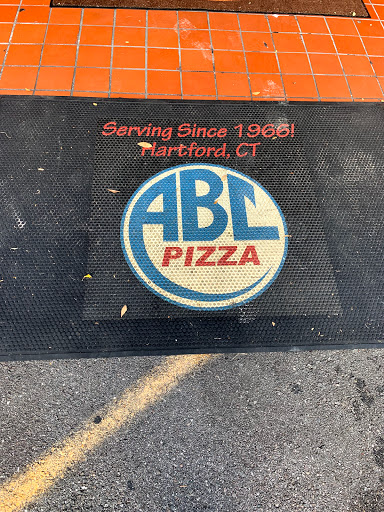 Serving Since 1966!
Hartford, CT
ABC
PIZZA